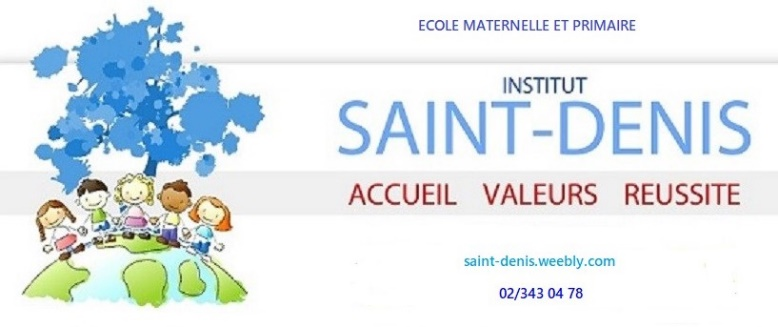 ECOLE MATERNELLE ET PRIMAIRE
INSTITUT
SAINT-DENIS
ACCUEIL VALEURS REUSSITE
saint-denis.weebly.com
02/343 04 78